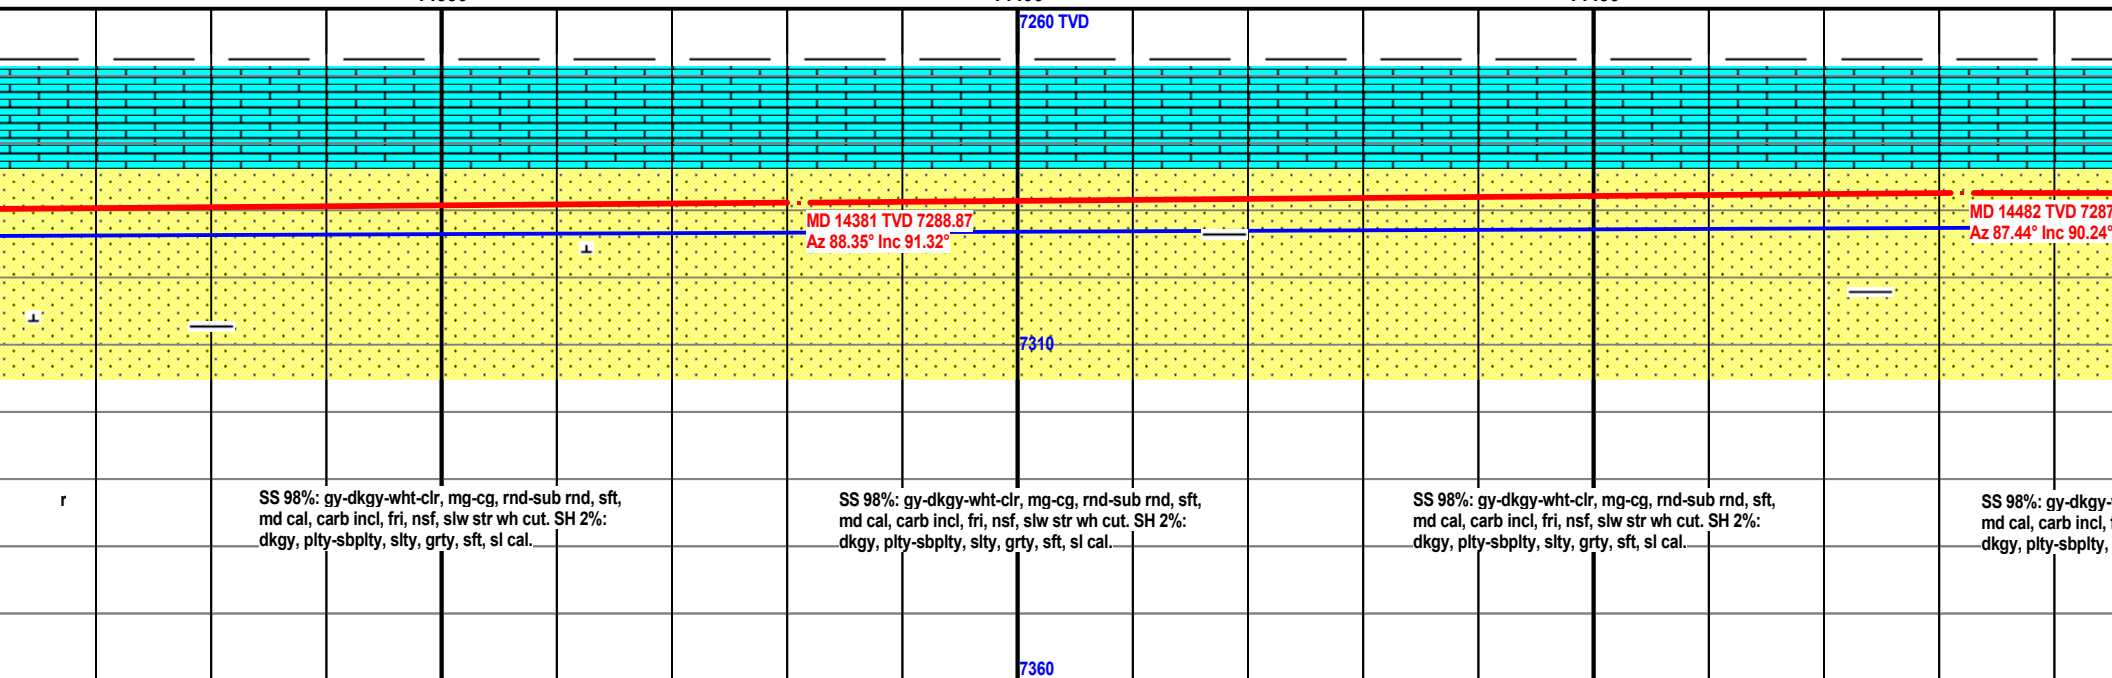 7260 TVD
MD 14381 TVD 7288.87
Az 88.35° Inc 91.32°
MD 14482 TVD 7287
Az 87.44° Inc 90.24°
7310
r
SS 98%: gy-dkgy-wht-clr, mg-cg, rnd-sub rnd, sft,
md cal, carb incl, fri, nsf, slw str wh cut. SH 2%:
dkgy, plty-sbplty, slty, grty, sft, sl cal.
SS 98%: gy-dkgy-wht-clr, mg-cg, rnd-sub rnd, sft,
md cal, carb incl, fri, nsf, slw str wh cut. SH 2%:
dkgy, plty-sbplty, slty, grty, sft, sl cal.
SS 98%: gy-dkgy-wht-clr, mg-cg, rnd-sub rnd, sft,
md cal, carb incl, fri, nsf, slw str wh cut. SH 2%:
dkgy, plty-sbplty, slty, grty, sft, sl cal.
SS 98%: gy-dkgy-
md cal, carb incl,
dkgy, plty-sbplty,
7360